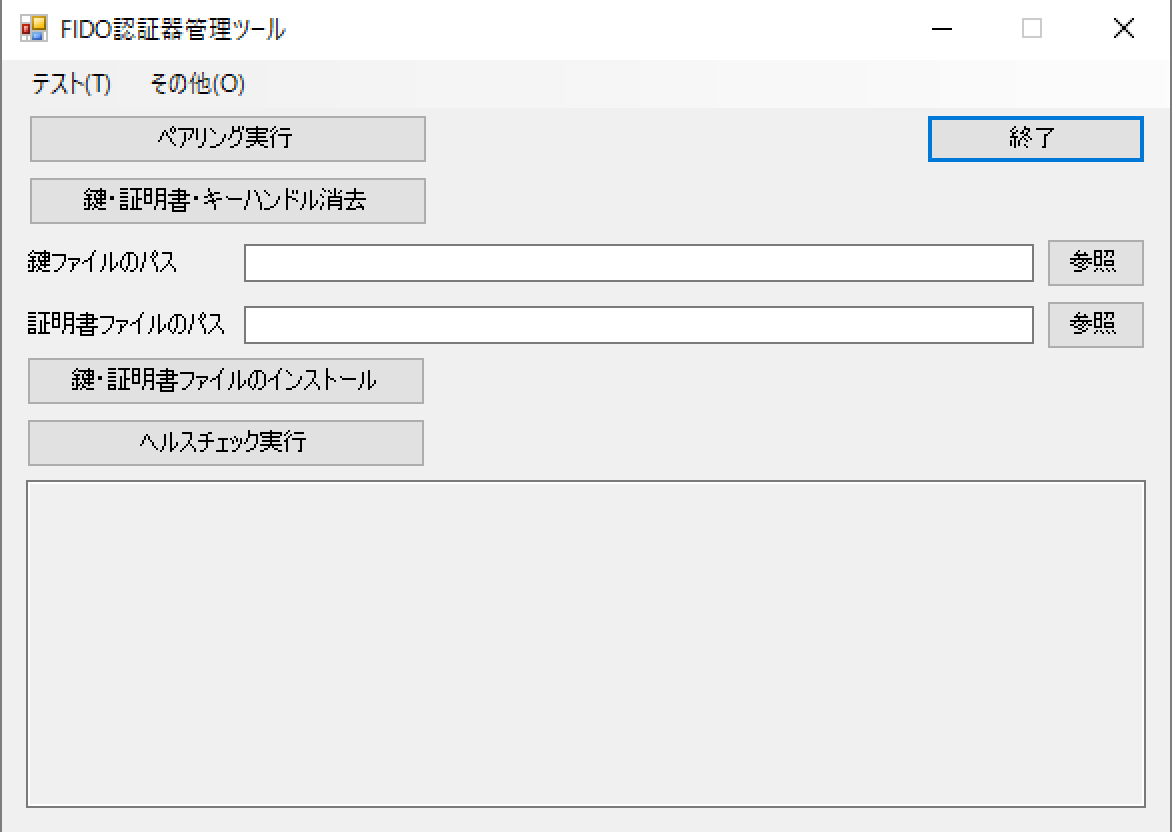 FIDO認証器管理ツール
テスト(T) その他(O)
ペアリング実行 終了
鍵・証明書・キーハンドル消去
鍵ファイルのパス 参照
証明書ファイルのパス 参照
鍵・証明書ファイルのインストール
ヘルスチェック実行